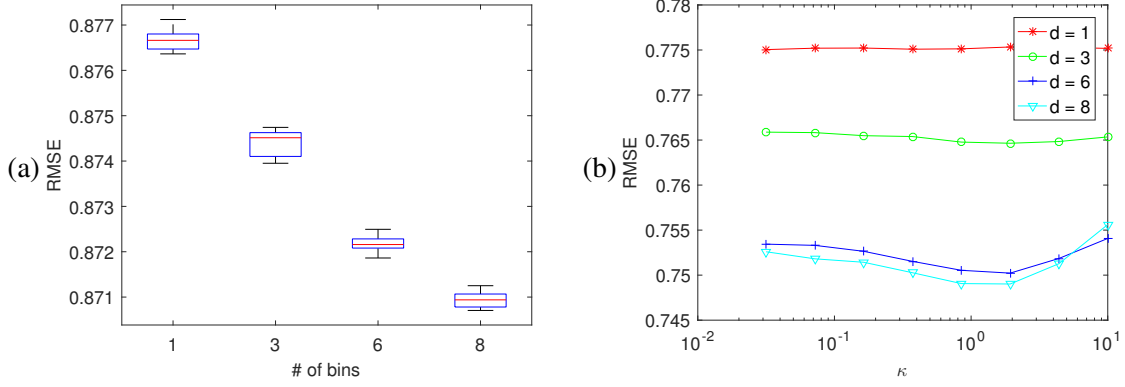 (a)
RMSE
0.877
0.876
0.875
0.874
0.873
0.872
0.871
1 3 6 8
# of bins
(b)
RMSE
0.775
0.77
0.765
0.76
0.755
0.75
0.745
10^-2 10^-1 10^0 10^1
κ
d = 1
d = 3
d = 6
d = 8